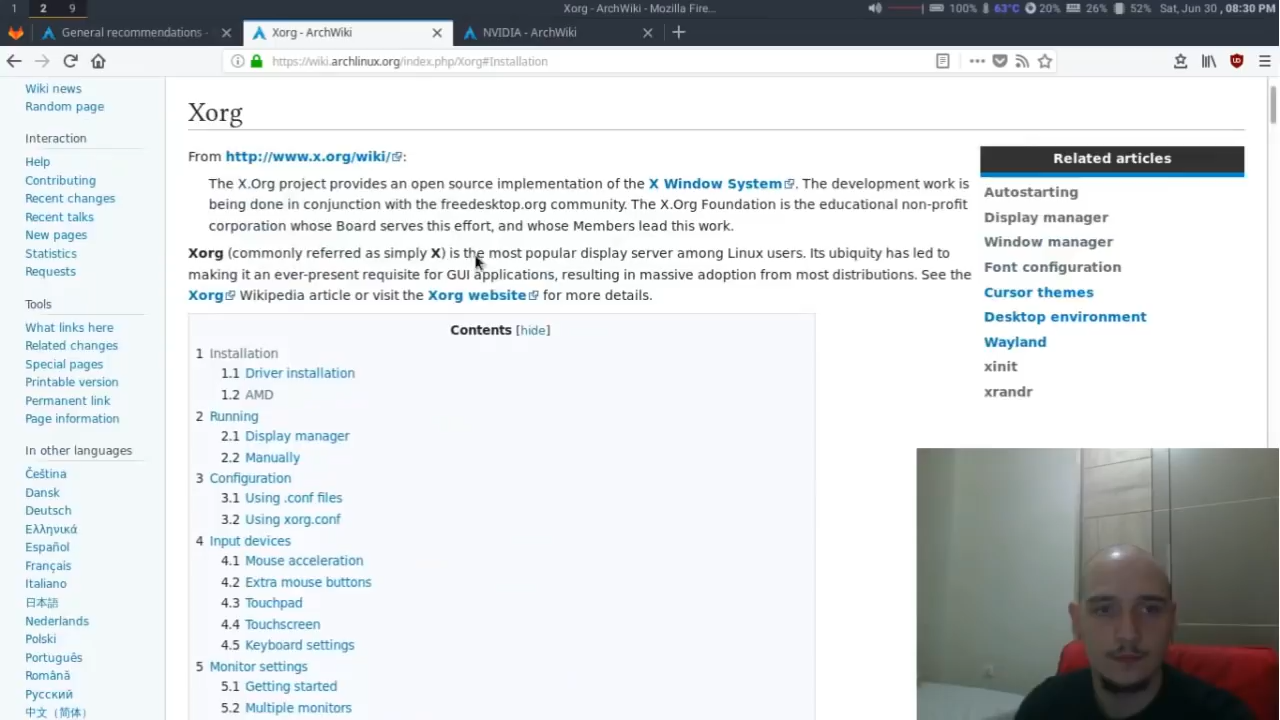 1 2 9 Xorg - ArchWiki - Mozilla Fire... 100% 63°C 20% 26% 52% Sat, Jun 30 , 08:30 PM
General recommendations - Xorg - ArchWiki NVIDIA - ArchWiki
https://wiki.archlinux.org/index.php/Xorg#Installation
Wiki news
Random page
Interaction
Help
Contributing
Recent changes
Recent talks
New pages
Statistics
Requests
Tools
What links here
Related changes
Special pages
Printable version
Permanent link
Page information
In other languages
Čeština
Dansk
Deutsch
Ελληνικά
Español
Français
Italiano
日本語
Nederlands
Polski
Português
Română
Русский
中文（简体）
Xorg
From http://www.x.org/wiki/:
The X.Org project provides an open source implementation of the X Window System. The development work is
being done in conjunction with the freedesktop.org community. The X.Org Foundation is the educational non-profit
corporation whose Board serves this effort, and whose Members lead this work.
Xorg (commonly referred as simply X) is the most popular display server among Linux users. Its ubiquity has led to
making it an ever-present requisite for GUI applications, resulting in massive adoption from most distributions. See the
Xorg Wikipedia article or visit the Xorg website for more details.
Contents [hide]
1 Installation
1.1 Driver installation
1.2 AMD
2 Running
2.1 Display manager
2.2 Manually
3 Configuration
3.1 Using .conf files
3.2 Using xorg.conf
4 Input devices
4.1 Mouse acceleration
4.2 Extra mouse buttons
4.3 Touchpad
4.4 Touchscreen
4.5 Keyboard settings
5 Monitor settings
5.1 Getting started
5.2 Multiple monitors
Related articles
Autostarting
Display manager
Window manager
Font configuration
Cursor themes
Desktop environment
Wayland
xinit
xrandr